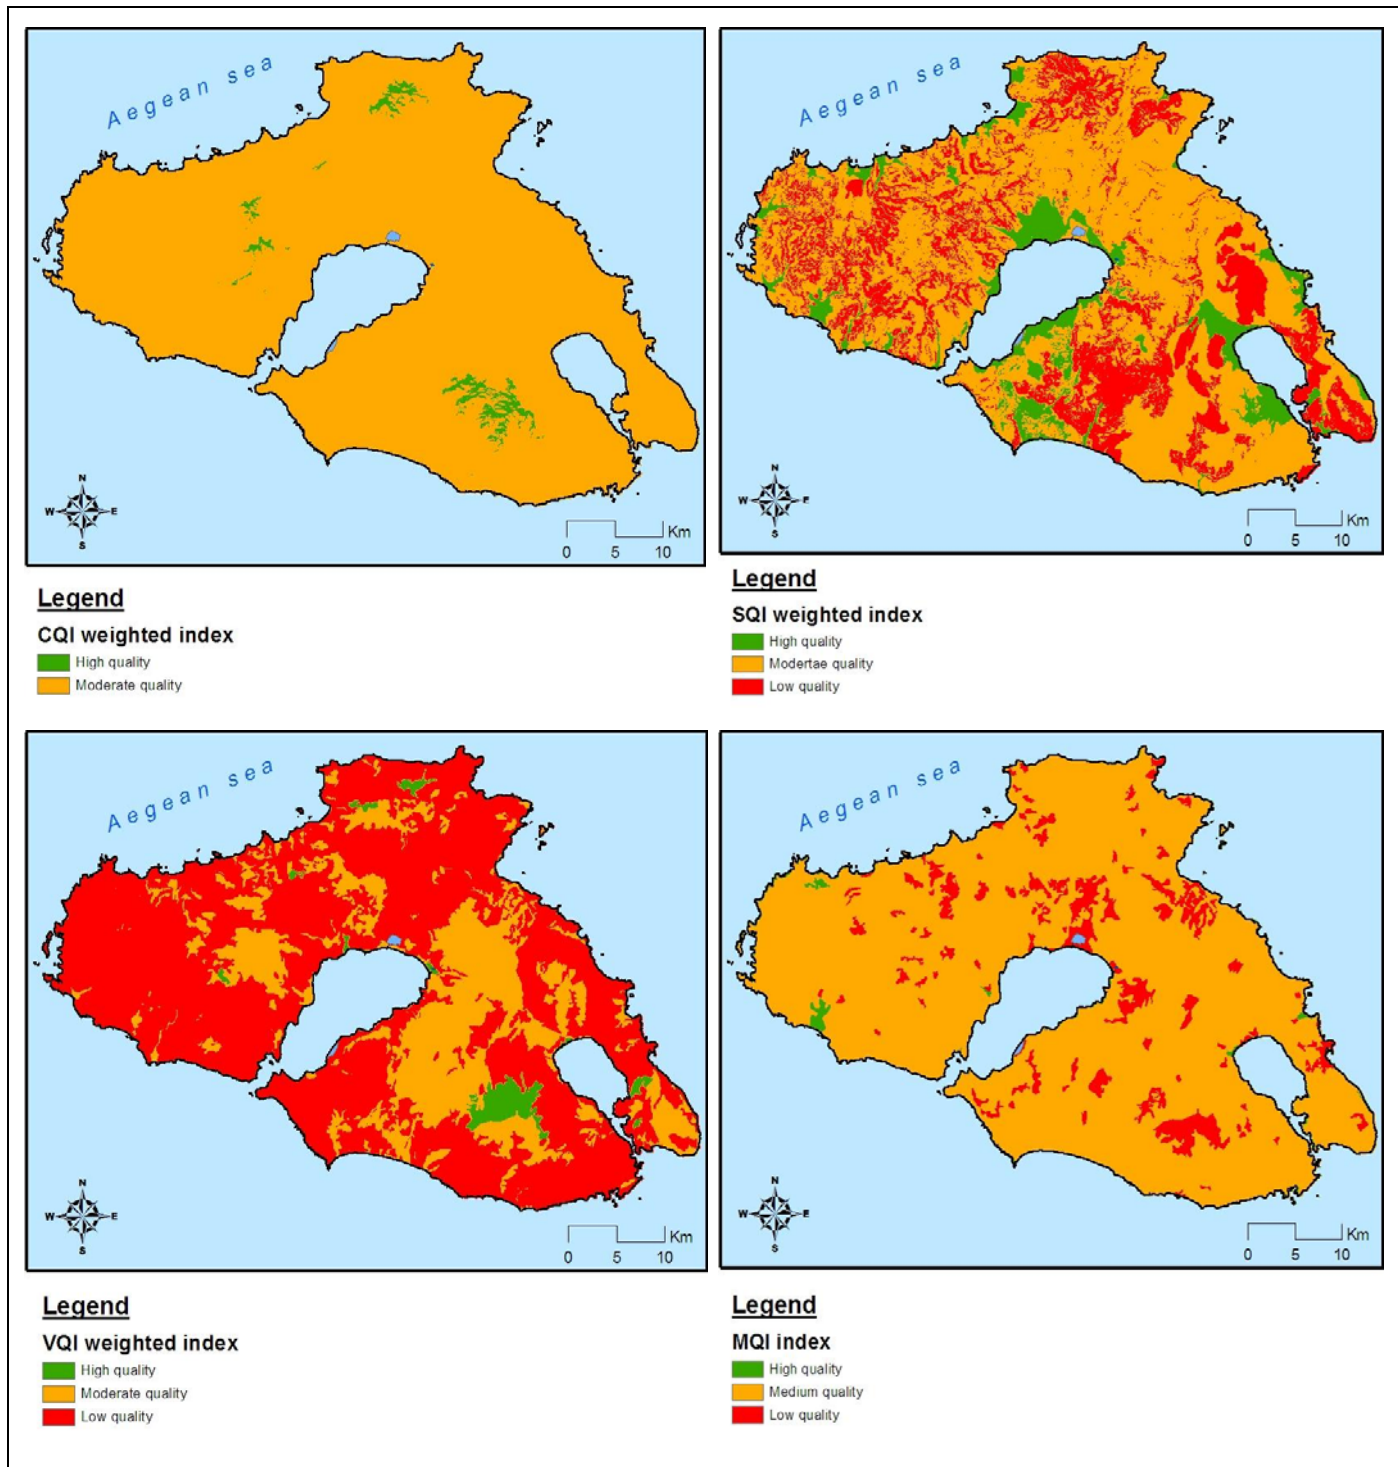 Aegean sea
N
W E
S
Km
0 5 10
Legend
CQI weighted index
High quality
Moderate quality
Aegean sea
N
W E
S
Km
0 5 10
Legend
SQI weighted index
High quality
Modertae quality
Low quality
Aegean sea
N
W E
S
Km
0 5 10
Legend
VQI weighted index
High quality
Moderate quality
Low quality
Aegean sea
N
W E
S
Km
0 5 10
Legend
MQI index
High quality
Medium quality
Low quality